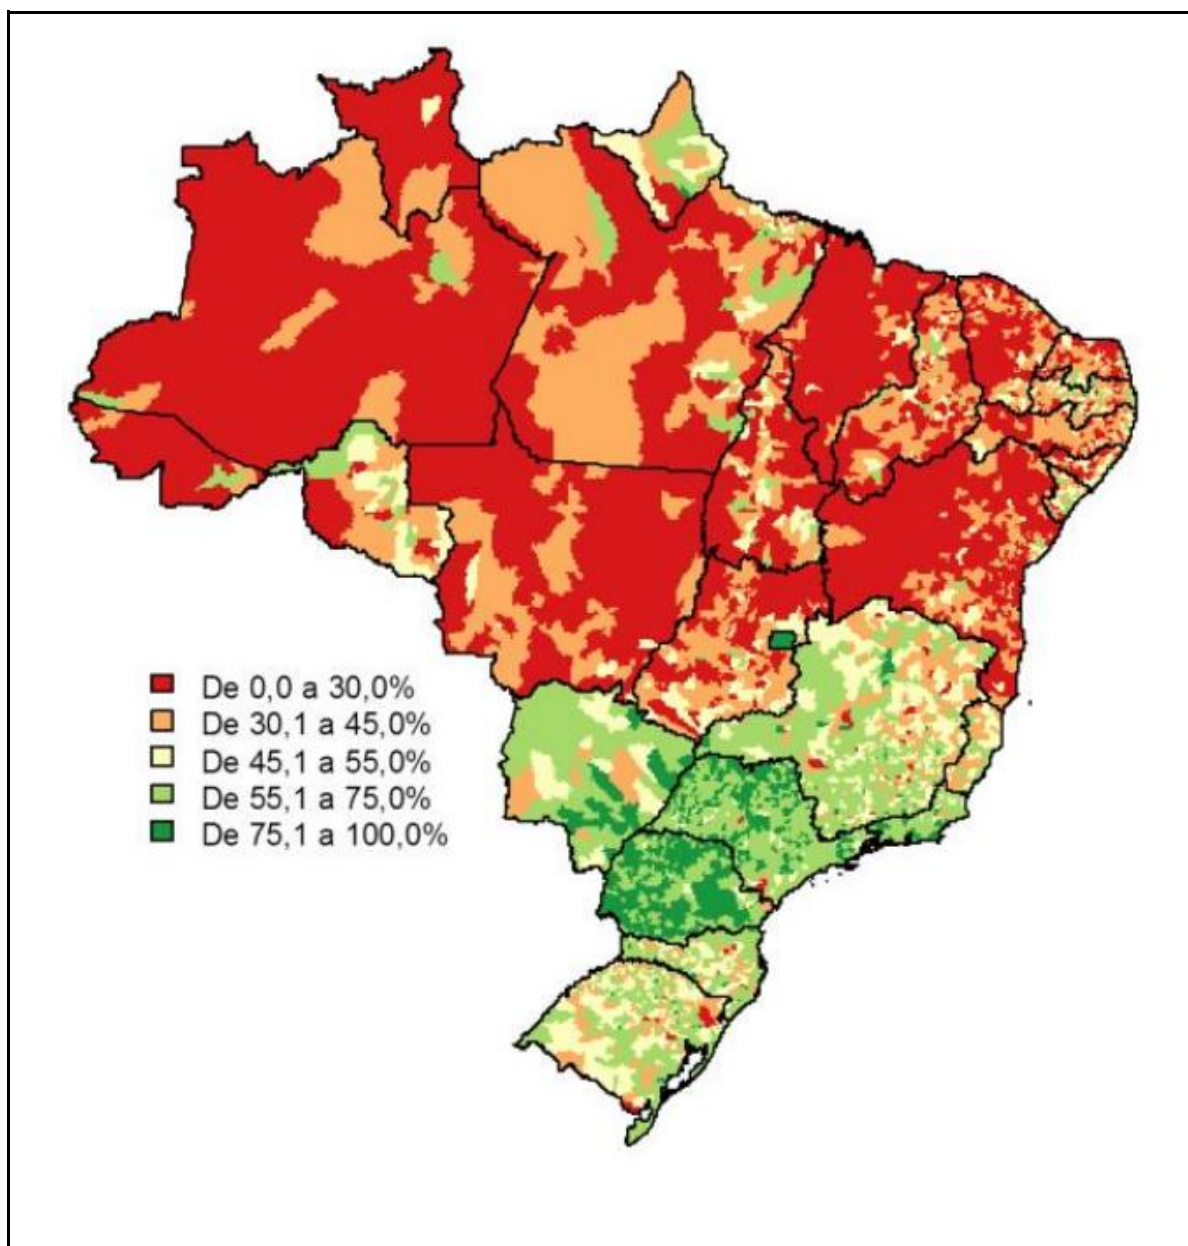 De 0,0 a 30,0%
De 30,1 a 45,0%
De 45,1 a 55,0%
De 55,1 a 75,0%
De 75,1 a 100,0%